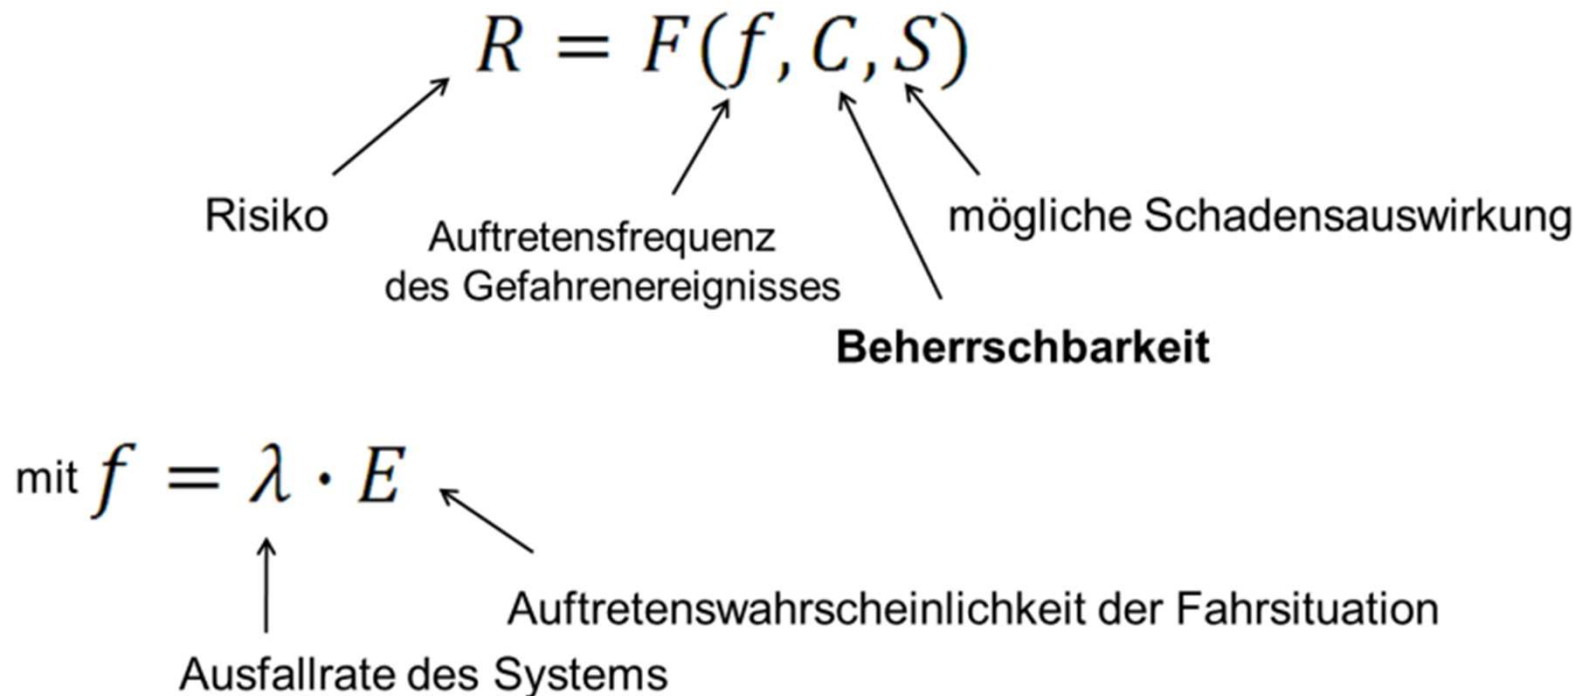 R = F(f, C, S)
Risiko
Auftretensfrequenz
des Gefahrenereignisses
mögliche Schadensauswirkung
Beherrschbarkeit
mit f = λ · E
Auftretenswahrscheinlichkeit der Fahrsituation
Ausfallrate des Systems